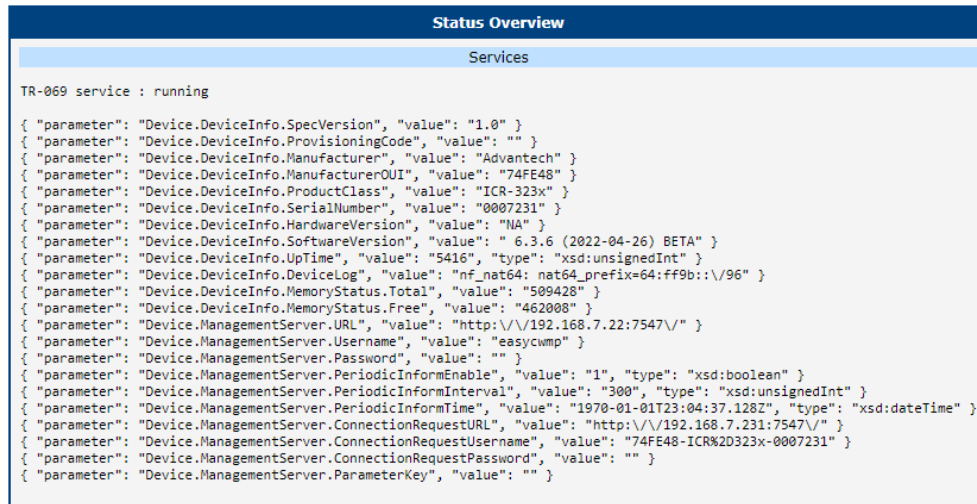 Status Overview
Services
TR-069 service : running
{ "parameter": "Device.DeviceInfo.SpecVersion", "value": "1.0" }
{ "parameter": "Device.DeviceInfo.ProvisioningCode", "value": "" }
{ "parameter": "Device.DeviceInfo.Manufacturer", "value": "Advantech" }
{ "parameter": "Device.DeviceInfo.ManufacturerOUI", "value": "74FE48" }
{ "parameter": "Device.DeviceInfo.ProductClass", "value": "ICR-323x" }
{ "parameter": "Device.DeviceInfo.SerialNumber", "value": "0007231" }
{ "parameter": "Device.DeviceInfo.HardwareVersion", "value": "NA" }
{ "parameter": "Device.DeviceInfo.SoftwareVersion", "value": " 6.3.6 (2022-04-26) BETA" }
{ "parameter": "Device.DeviceInfo.UpTime", "value": "5416", "type": "xsd:unsignedInt" }
{ "parameter": "Device.DeviceInfo.DeviceLog", "value": "nf_nat64: nat64_prefix=64:ff9b::\/96" }
{ "parameter": "Device.DeviceInfo.MemoryStatus.Total", "value": "509428" }
{ "parameter": "Device.DeviceInfo.MemoryStatus.Free", "value": "462008" }
{ "parameter": "Device.ManagementServer.URL", "value": "http:\/\/192.168.7.22:7547\/" }
{ "parameter": "Device.ManagementServer.Username", "value": "easycwmp" }
{ "parameter": "Device.ManagementServer.Password", "value": "" }
{ "parameter": "Device.ManagementServer.PeriodicInformEnable", "value": "1", "type": "xsd:boolean" }
{ "parameter": "Device.ManagementServer.PeriodicInformInterval", "value": "300", "type": "xsd:unsignedInt" }
{ "parameter": "Device.ManagementServer.PeriodicInformTime", "value": "1970-01-01T23:04:37.128Z", "type": "xsd:dateTime" }
{ "parameter": "Device.ManagementServer.ConnectionRequestURL", "value": "http:\/\/192.168.7.231:7547\/" }
{ "parameter": "Device.ManagementServer.ConnectionRequestUsername", "value": "74FE48-ICR%2D323x-0007231" }
{ "parameter": "Device.ManagementServer.ConnectionRequestPassword", "value": "" }
{ "parameter": "Device.ManagementServer.ParameterKey", "value": "" }